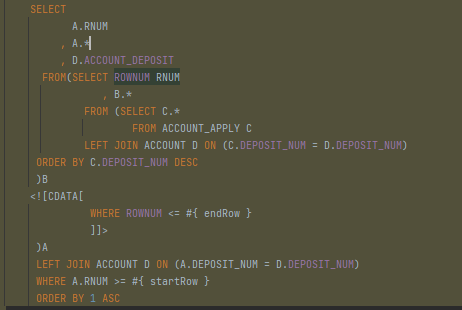 SELECT
A.RNUM
, A.*
, D.ACCOUNT_DEPOSIT
FROM(SELECT ROWNUM RNUM
, B.*
FROM (SELECT C.*
FROM ACCOUNT_APPLY C
LEFT JOIN ACCOUNT D ON (C.DEPOSIT_NUM = D.DEPOSIT_NUM)
ORDER BY C.DEPOSIT_NUM DESC
)B
<![CDATA[
WHERE ROWNUM <= #{ endRow }
]]>
)A
LEFT JOIN ACCOUNT D ON (A.DEPOSIT_NUM = D.DEPOSIT_NUM)
WHERE A.RNUM >= #{ startRow }
ORDER BY 1 ASC